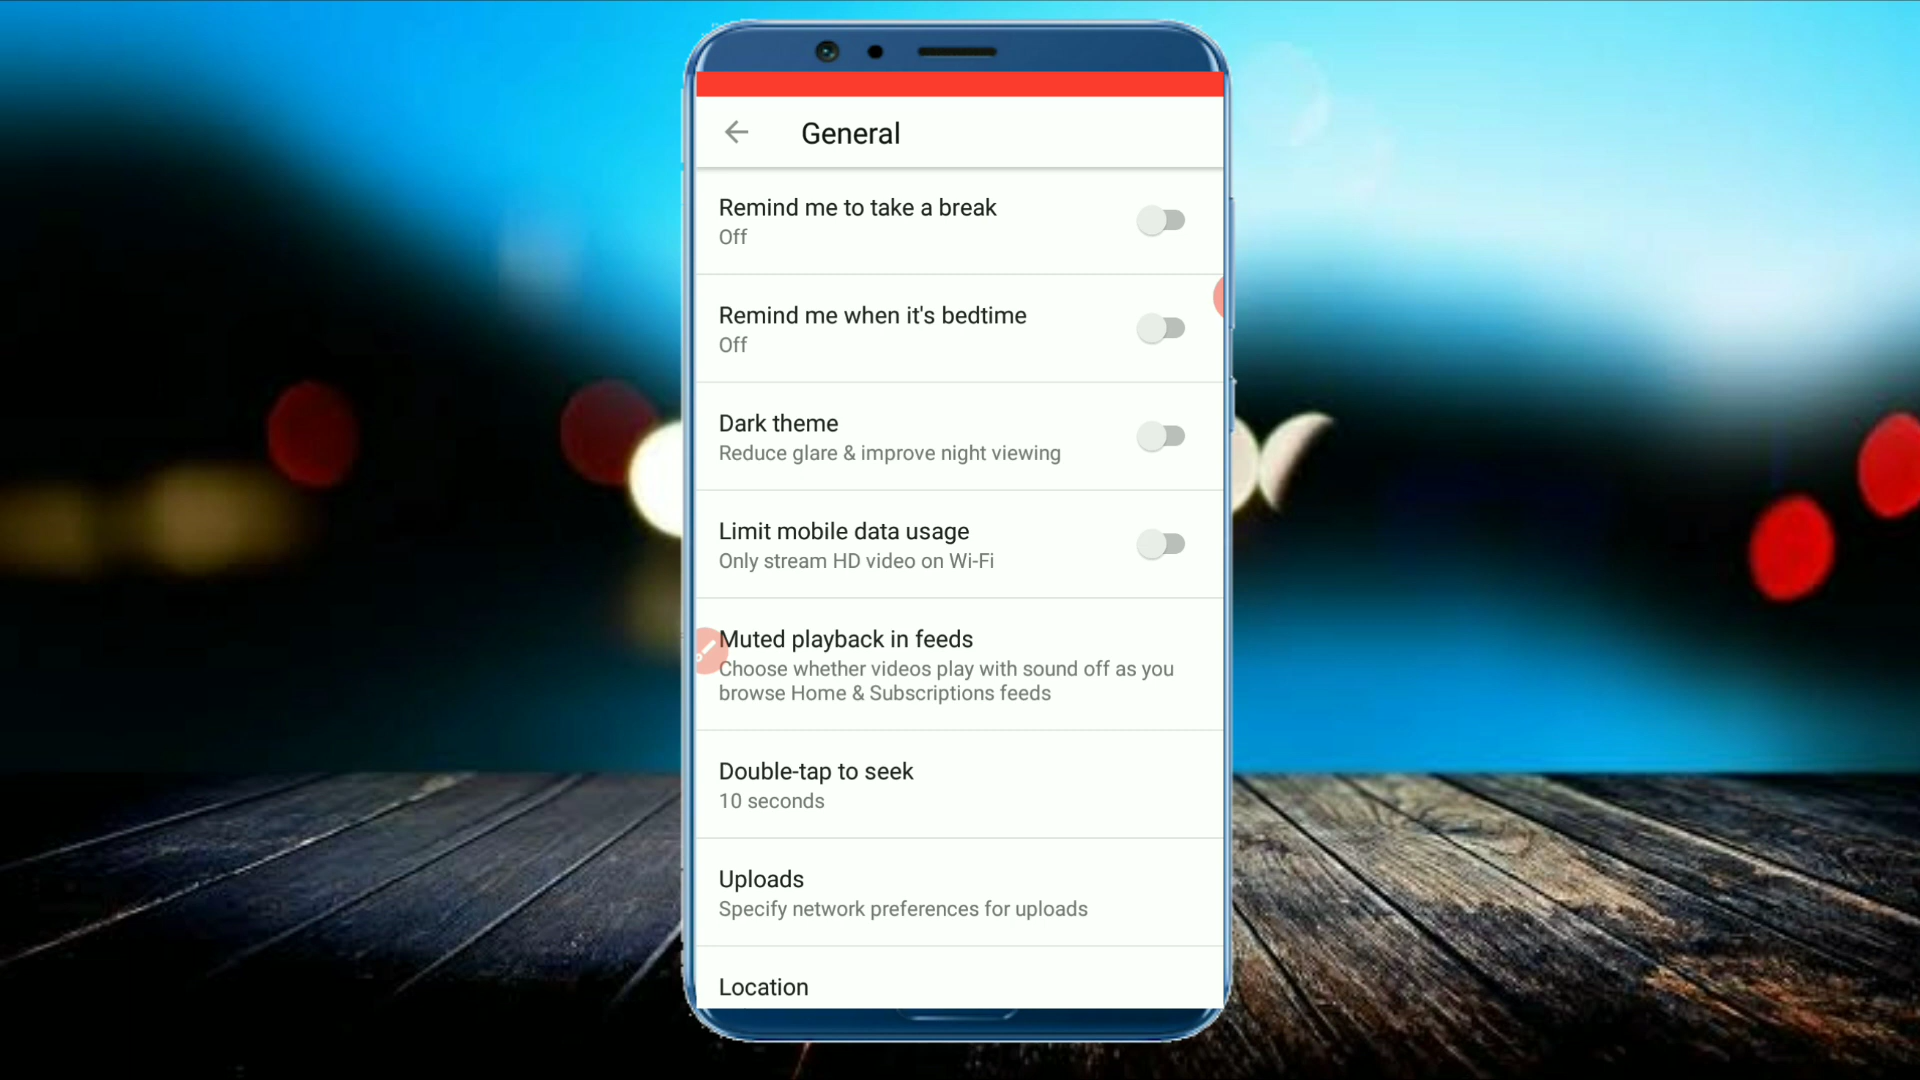 General
Remind me to take a break
Off
Remind me when it's bedtime
Off
Dark theme
Reduce glare & improve night viewing
Limit mobile data usage
Only stream HD video on Wi-Fi
Muted playback in feeds
Choose whether videos play with sound off as you
browse Home & Subscriptions feeds
Double-tap to seek
10 seconds
Uploads
Specify network preferences for uploads
Location